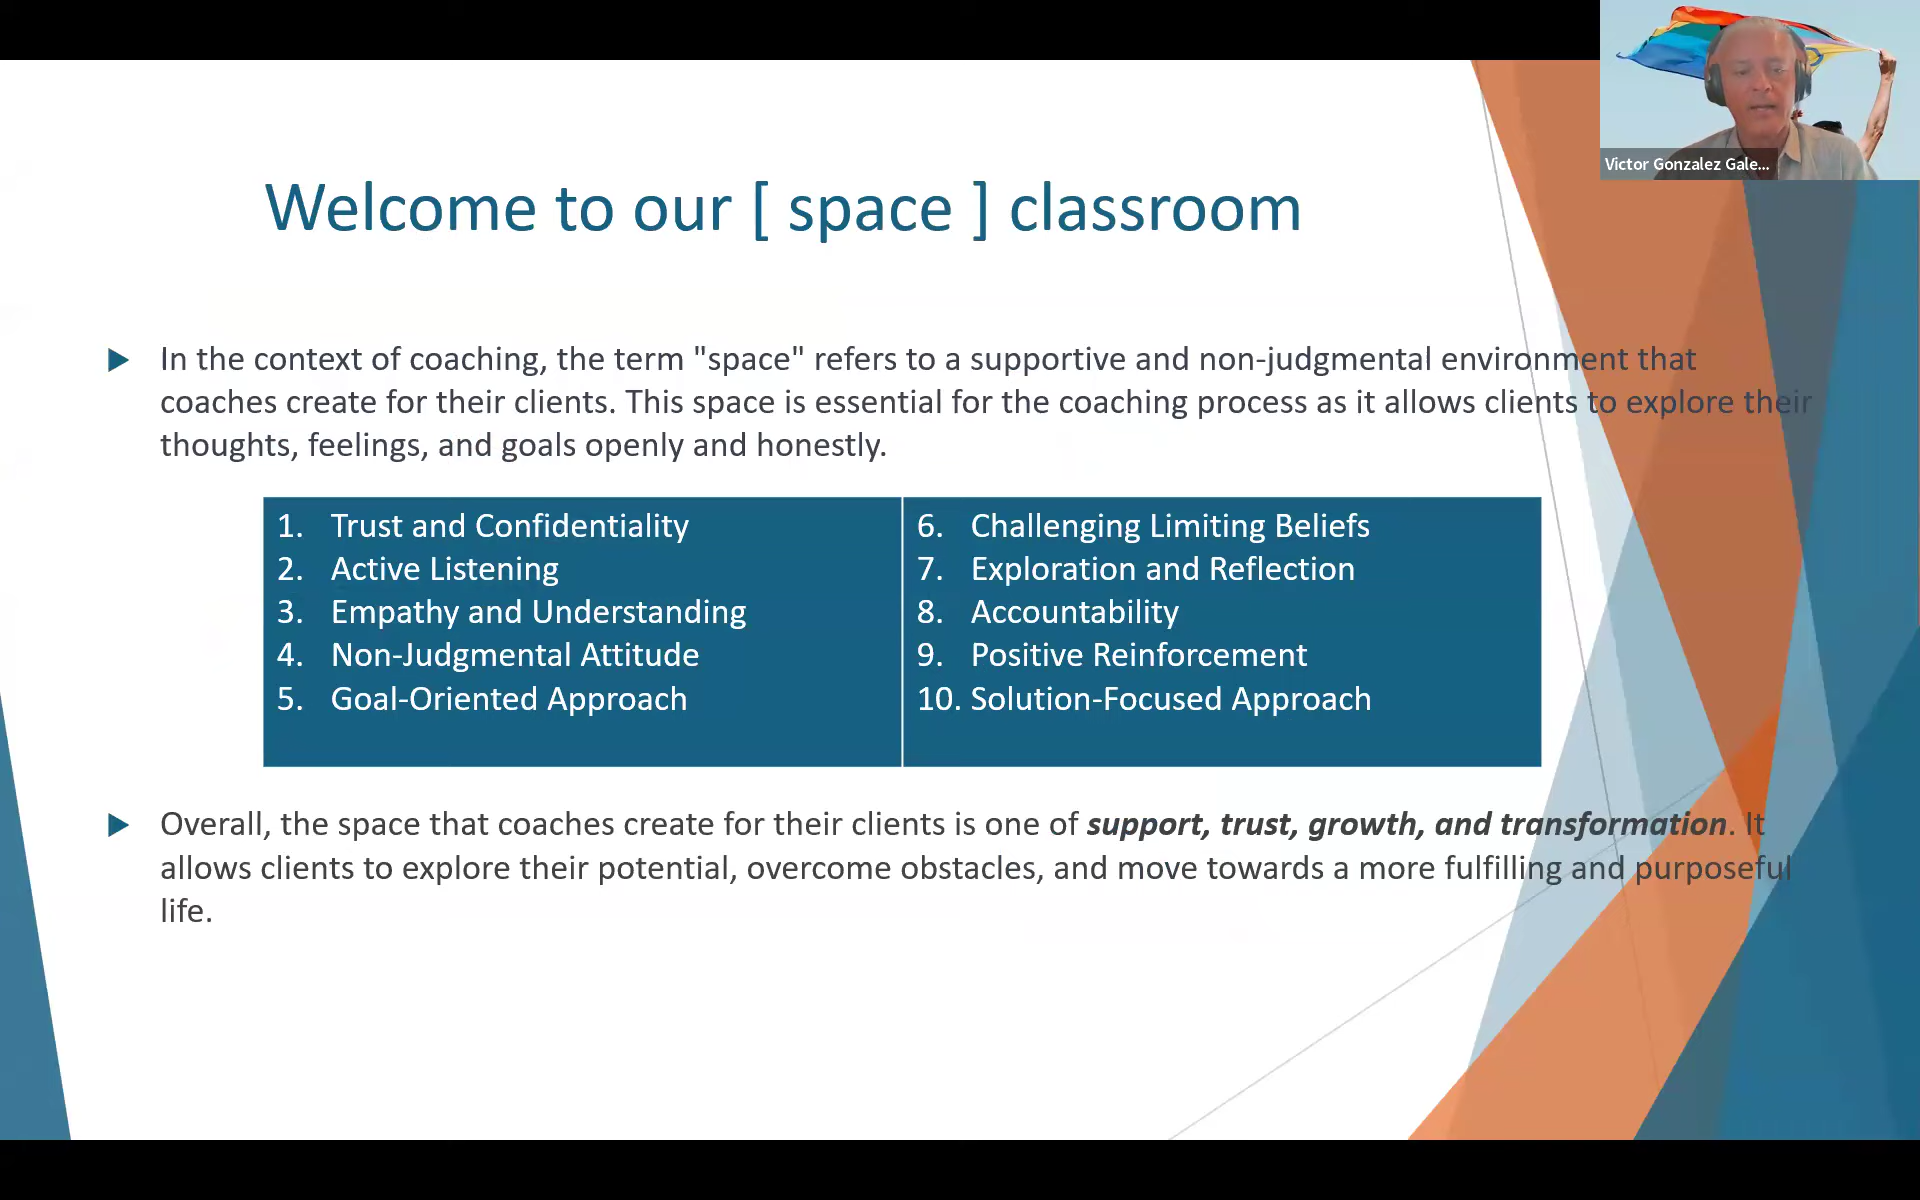 Victor Gonzalez Gale...
Welcome to our [ space ] classroom
In the context of coaching, the term "space" refers to a supportive and non-judgmental environment that
coaches create for their clients. This space is essential for the coaching process as it allows clients to explore their
thoughts, feelings, and goals openly and honestly.
1. Trust and Confidentiality
2. Active Listening
3. Empathy and Understanding
4. Non-Judgmental Attitude
5. Goal-Oriented Approach
6. Challenging Limiting Beliefs
7. Exploration and Reflection
8. Accountability
9. Positive Reinforcement
10. Solution-Focused Approach
Overall, the space that coaches create for their clients is one of support, trust, growth, and transformation. It
allows clients to explore their potential, overcome obstacles, and move towards a more fulfilling and purposeful
life.